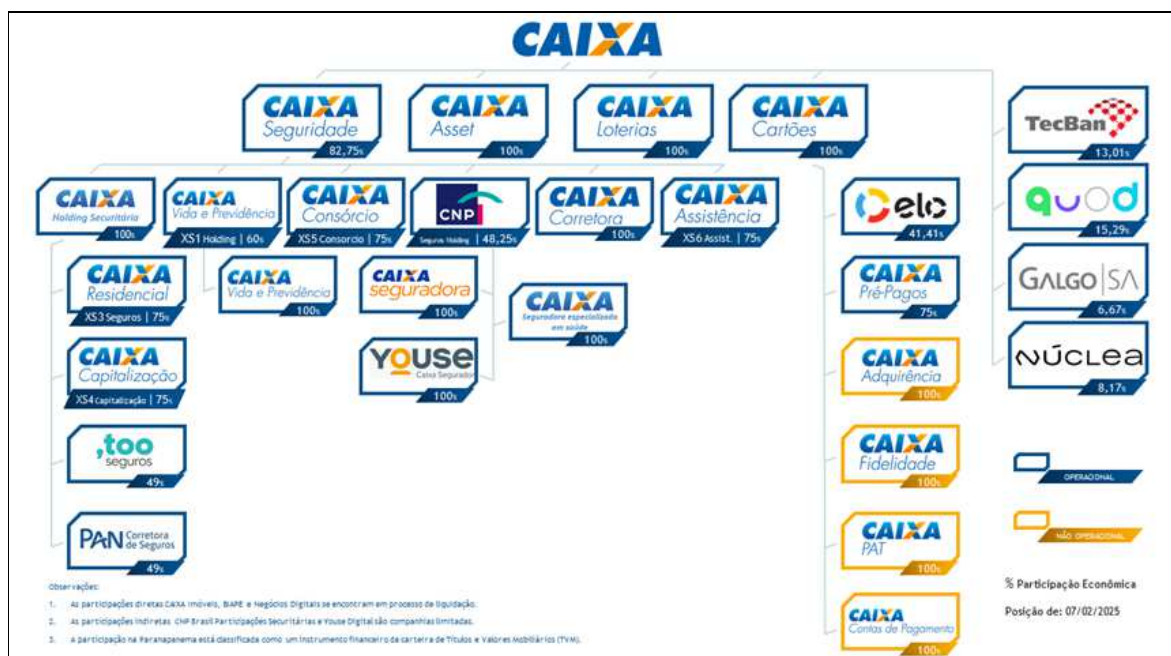 CAIXA
CAIXA
Seguridade
82,75%
CAIXA
Asset
100%
CAIXA
Loterias
100%
CAIXA
Cartões
100%
TecBan
13,01%
CAIXA
Holding Securitária
100%
CAIXA
Vida e Previdência
XS1 Holding | 60%
CAIXA
Consórcio
XS5 Consorcio | 75%
CNP
Seguros Holding | 48,25%
CAIXA
Corretora
100%
CAIXA
Assistência
XS6 Assist. | 75%
elo
41,41%
quod
15,29%
CAIXA
Residencial
XS3 Seguros | 75%
CAIXA
Vida e Previdência
100%
CAIXA
seguradora
100%
CAIXA
Seguradora especializada
em saúde
100%
CAIXA
Pré-Pagos
75%
GALGO|SA
6,67%
CAIXA
Capitalização
XS4 Capitalização | 75%
YOUSE
Caixa Seguradora
100%
CAIXA
Adquirência
100%
NÚCLEA
8,17%
,too
seguros
49%
CAIXA
Fidelidade
100%
OPERACIONAL
PAN Corretora
de Seguros
49%
CAIXA
PAT
100%
NÃO OPERACIONAL
CAIXA
Contas de Pagamento
100%
% Participação Econômica
Posição de: 07/02/2025
Observações:
1. As participações diretas CAIXA Imóveis, BIAPE e Negócios Digitais se encontram em processo de liquidação.
2. As participações indiretas CNP Brasil Participações Securitárias e Youse Digital são companhias limitadas.
3. A participação na Paranapanema está classificada como um instrumento financeiro da carteira de Títulos e Valores Mobiliários (TVM).